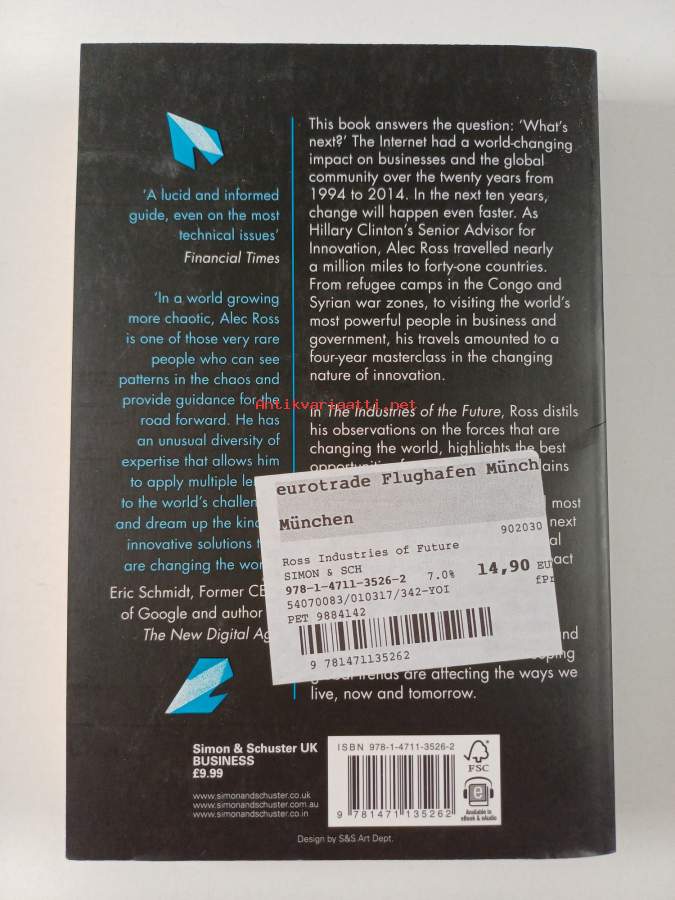 'A lucid and informed
guide, even on the most
technical issues'
Financial Times
'In a world growing
more chaotic, Alec Ross
is one of those very rare
people who can see
patterns in the chaos and
provide guidance for the
road forward. He has
an unusual diversity of
expertise that allows him
to apply multiple
to the world's
and dream up the
innovative solutions
are changing the
Eric Schmidt, Former
of Google and author
The New Digital
This book answers the question: 'What's
next?' The Internet had a world-changing
impact on businesses and the global
community over the twenty years from
1994 to 2014. In the next ten years,
change will happen even faster. As
Hillary Clinton's Senior Advisor for
Innovation, Alec Ross travelled nearly
a million miles to forty-one countries.
From refugee camps in the Congo and
Syrian war zones, to visiting the world's
most powerful people in business and
government, his travels amounted to a
four-year masterclass in the changing
nature of innovation.
Antikvariaatti.net
In The Industries of the Future, Ross distils
his observations on the forces that are
changing the world, highlights the best
most
next
and
trends are affecting the ways we
live, now and tomorrow.
eurotrade Flughafen Münch
München
902030
Ross Industries of Future
SIMON & SCH
978-1-4711-3526-2 7.0% 14,90 EU
54070083/010317/342-YOI fPr
PET 9884142
9 781471135262
Simon & Schuster UK
BUSINESS
£9.99
www.simonandschuster.co.uk
www.simonandschuster.com.au
www.simonandschuster.co.in
ISBN 978-1-4711-3526-2
9 781471 135262
FSC
e
Available in
eBook & eAudio
Design by S&S Art Dept.